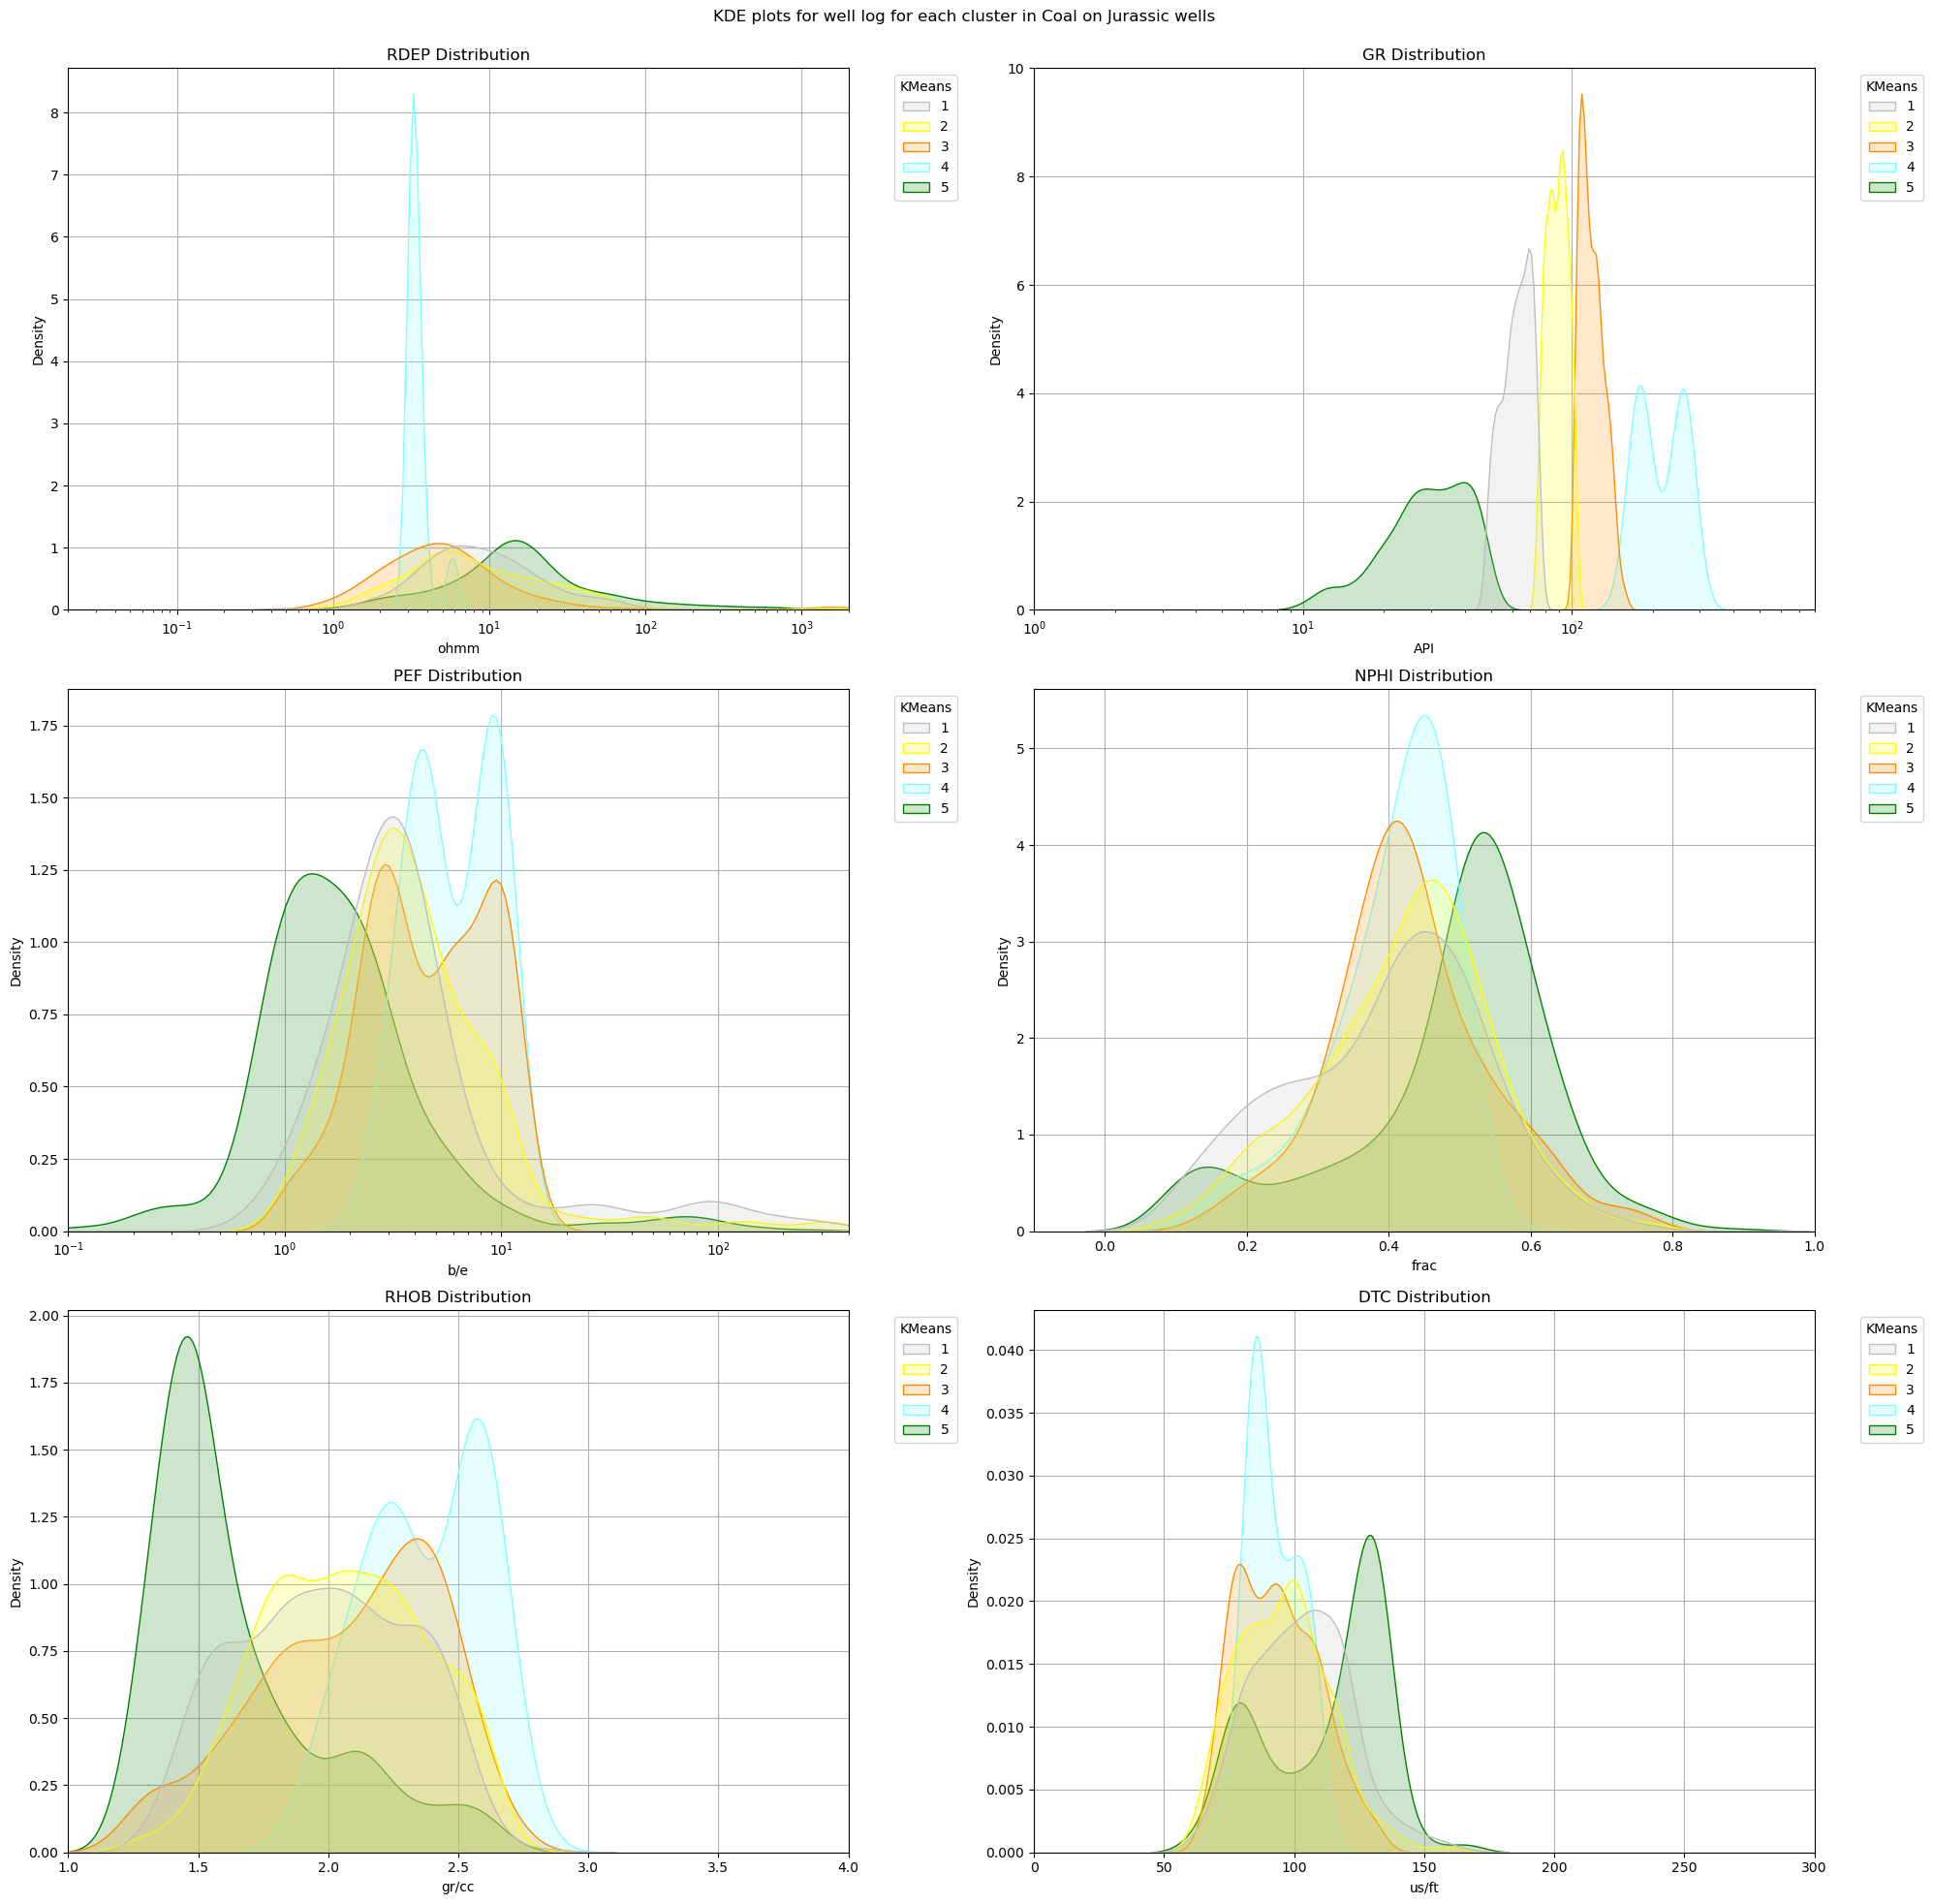 KDE plots for well log for each cluster in Coal on Jurassic wells
RDEP Distribution
Density
8
7
6
5
4
3
2
1
0
10⁻¹ 10⁰ 10¹ 10² 10³
ohmm
KMeans
1
2
3
4
5
GR Distribution
Density
10
8
6
4
2
0
10⁰ 10¹ 10²
API
KMeans
1
2
3
4
5
PEF Distribution
Density
1.75
1.50
1.25
1.00
0.75
0.50
0.25
0.00
10⁻¹ 10⁰ 10¹ 10²
b/e
KMeans
1
2
3
4
5
NPHI Distribution
Density
5
4
3
2
1
0
0.0 0.2 0.4 0.6 0.8 1.0
frac
KMeans
1
2
3
4
5
RHOB Distribution
Density
2.00
1.75
1.50
1.25
1.00
0.75
0.50
0.25
0.00
1.0 1.5 2.0 2.5 3.0 3.5 4.0
gr/cc
KMeans
1
2
3
4
5
DTC Distribution
Density
0.040
0.035
0.030
0.025
0.020
0.015
0.010
0.005
0.000
0 50 100 150 200 250 300
us/ft
KMeans
1
2
3
4
5